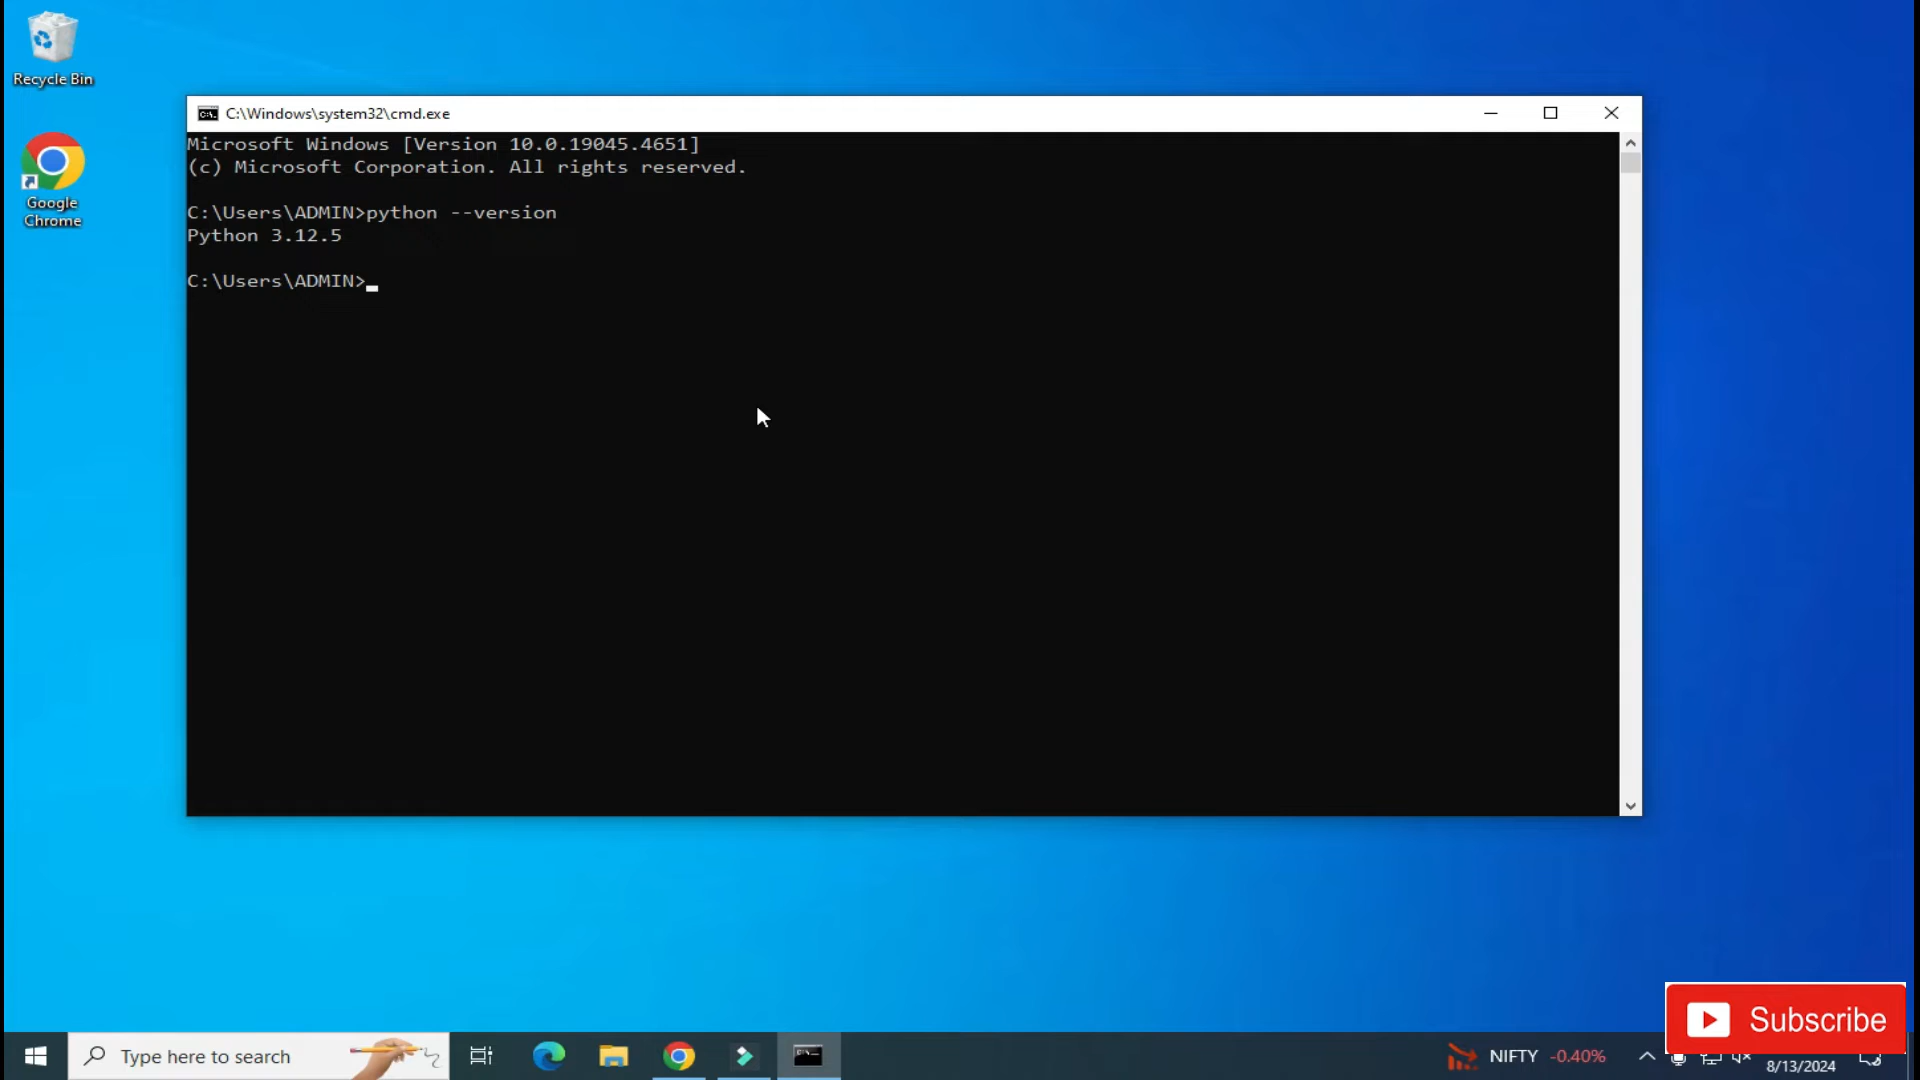 Recycle Bin
Google
Chrome
C:\Windows\system32\cmd.exe
Microsoft Windows [Version 10.0.19045.4651]
(c) Microsoft Corporation. All rights reserved.
C:\Users\ADMIN>python --version
Python 3.12.5
C:\Users\ADMIN>
Subscribe
Type here to search
NIFTY -0.40%
8/13/2024